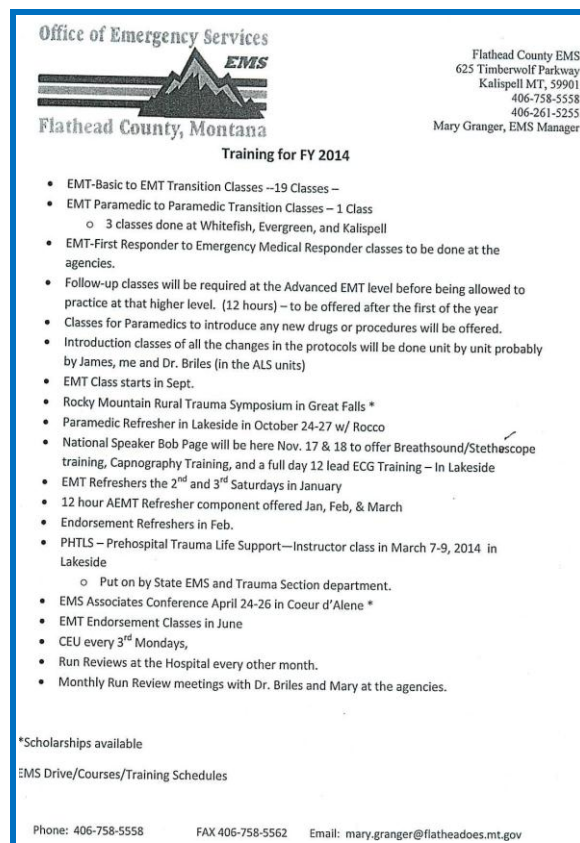 Office of Emergency Services
EMS
Flathead County, Montana
Flathead County EMS
625 Timberwolf Parkway
Kalispell MT, 59901
406-758-5558
406-261-5255
Mary Granger, EMS Manager
Training for FY 2014
• EMT-Basic to EMT Transition Classes --19 Classes –
• EMT Paramedic to Paramedic Transition Classes – 1 Class
o 3 classes done at Whitefish, Evergreen, and Kalispell
• EMT-First Responder to Emergency Medical Responder classes to be done at the
agencies.
• Follow-up classes will be required at the Advanced EMT level before being allowed to
practice at that higher level. (12 hours) – to be offered after the first of the year
• Classes for Paramedics to introduce any new drugs or procedures will be offered.
• Introduction classes of all the changes in the protocols will be done unit by unit probably
by James, me and Dr. Briles (in the ALS units)
• EMT Class starts in Sept.
• Rocky Mountain Rural Trauma Symposium in Great Falls *
• Paramedic Refresher in Lakeside in October 24-27 w/ Rocco
• National Speaker Bob Page will be here Nov. 17 & 18 to offer Breathsound/Stethescope
training, Capnography Training, and a full day 12 lead ECG Training – In Lakeside
• EMT Refreshers the 2nd and 3rd Saturdays in January
• 12 hour AEMT Refresher component offered Jan, Feb, & March
• Endorsement Refreshers in Feb.
• PHTLS – Prehospital Trauma Life Support—Instructor class in March 7-9, 2014 in
Lakeside
o Put on by State EMS and Trauma Section department.
• EMS Associates Conference April 24-26 in Coeur d'Alene *
• EMT Endorsement Classes in June
• CEU every 3rd Mondays,
• Run Reviews at the Hospital every other month.
• Monthly Run Review meetings with Dr. Briles and Mary at the agencies.
*Scholarships available
EMS Drive/Courses/Training Schedules
Phone: 406-758-5558 FAX 406-758-5562 Email: mary.granger@flatheadoes.mt.gov